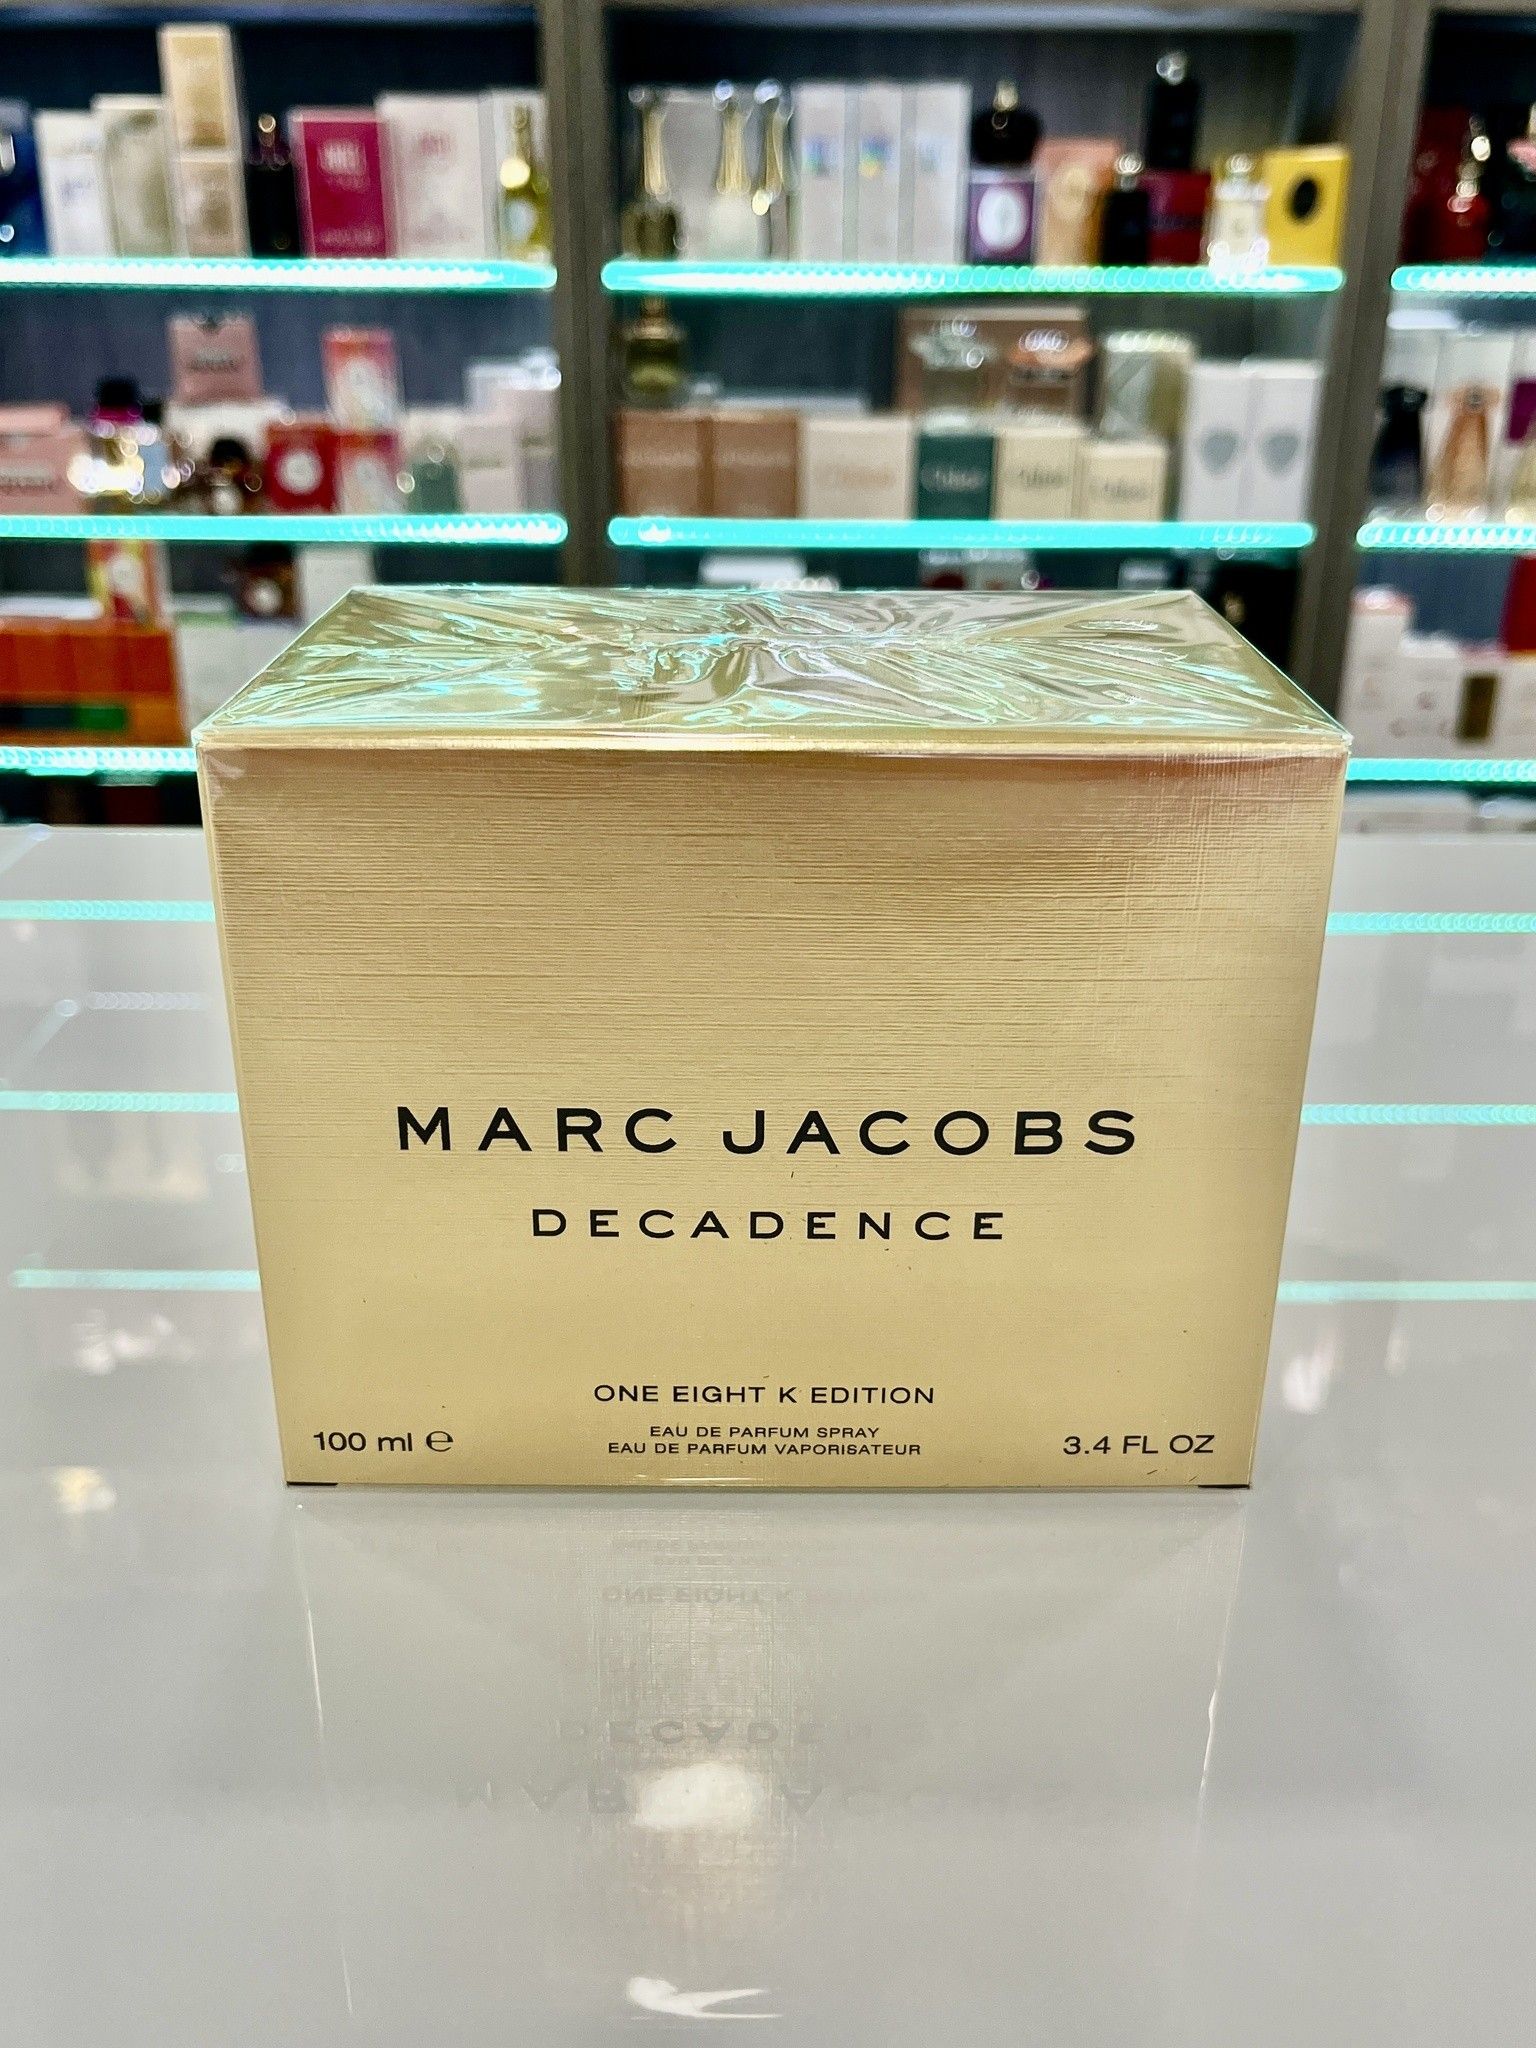 MARC JACOBS
DECADENCE
ONE EIGHT K EDITION
EAU DE PARFUM SPRAY
EAU DE PARFUM VAPORISATEUR
100 ml ℮
3.4 FL OZ